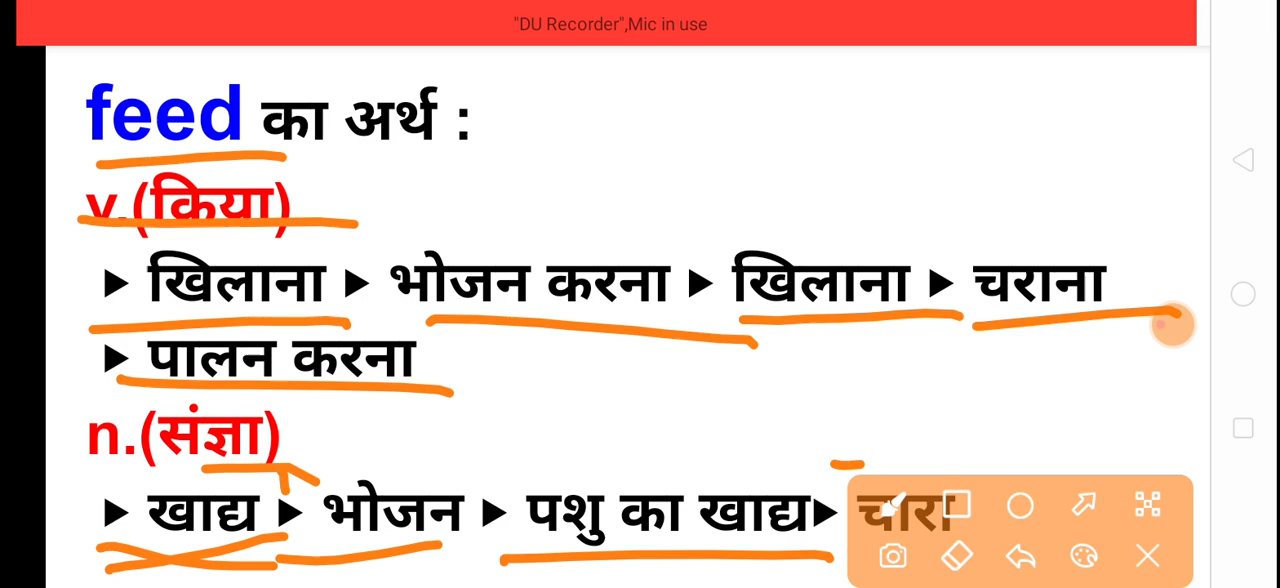 "DU Recorder",Mic in use
feed का अर्थ :
v.(किया)
▶ खिलाना ▶ भोजन करना ▶ खिलाना ▶ चराना
▶ पालन करना
n.(संज्ञा)
▶ खाद्य ▶ भोजन ▶ पशु का खाद्य▶ चारा